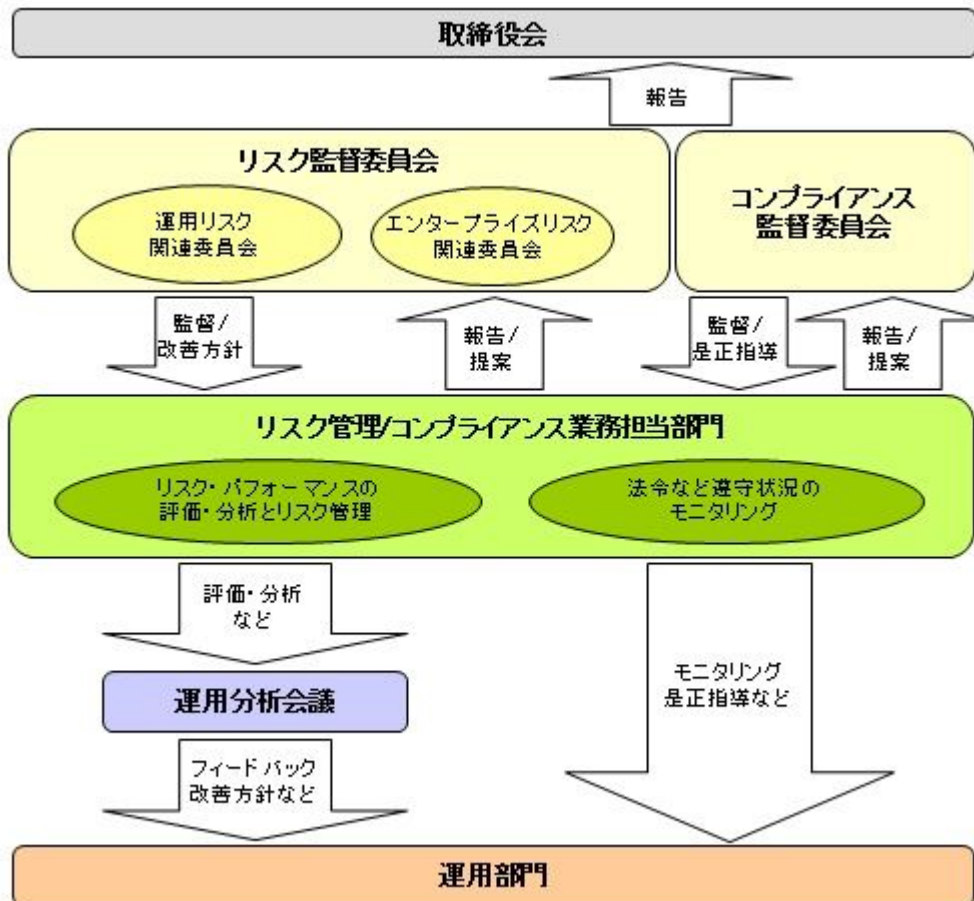 取締役会
報告
リスク監督委員会
運用リスク
関連委員会
エンタープライズリスク
関連委員会
コンプライアンス
監督委員会
監督/
改善方針
報告/
提案
監督/
是正指導
報告/
提案
リスク管理/コンプライアンス業務担当部門
リスク・パフォーマンスの
評価・分析とリスク管理
法令など遵守状況の
モニタリング
評価・分析
など
運用分析会議
モニタリング
是正指導など
フィードバック
改善方針など
運用部門